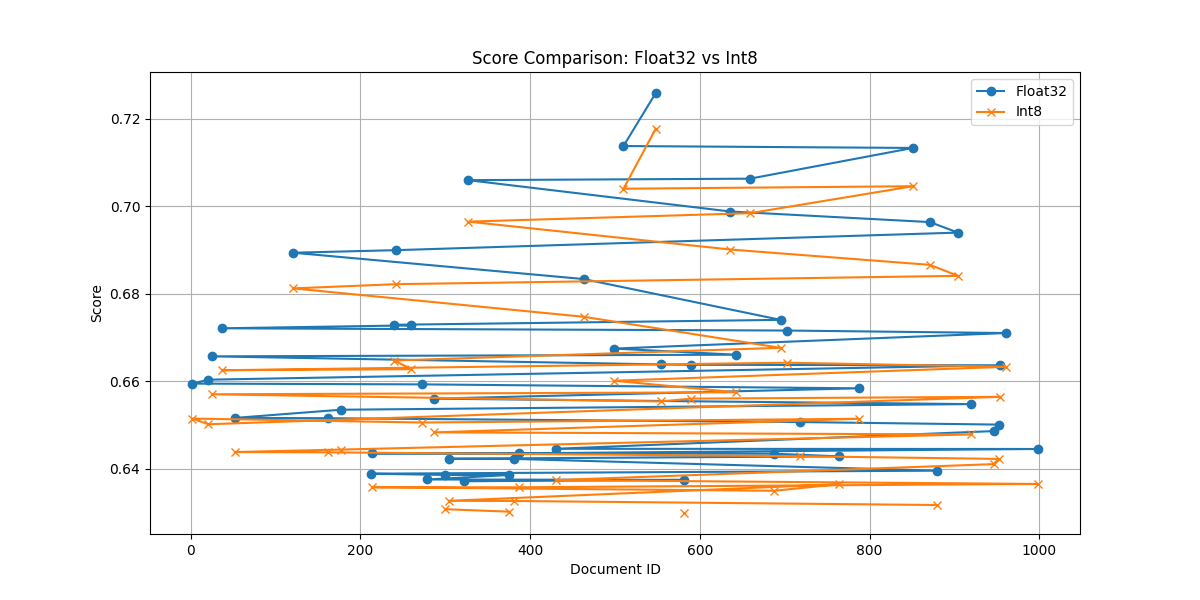 Score Comparison: Float32 vs Int8
Float32
Int8
0.72
0.70
0.68
0.66
0.64
Score
0
200
400
600
800
1000
Document ID